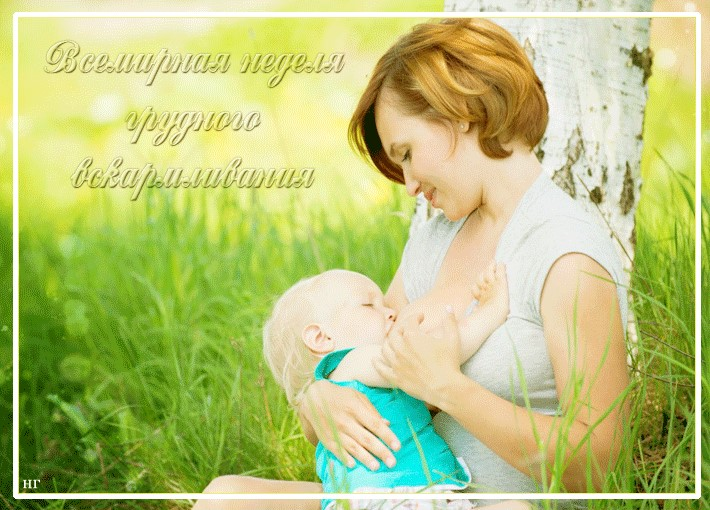 Всемирная неделя
грудного
вскармливания
нг